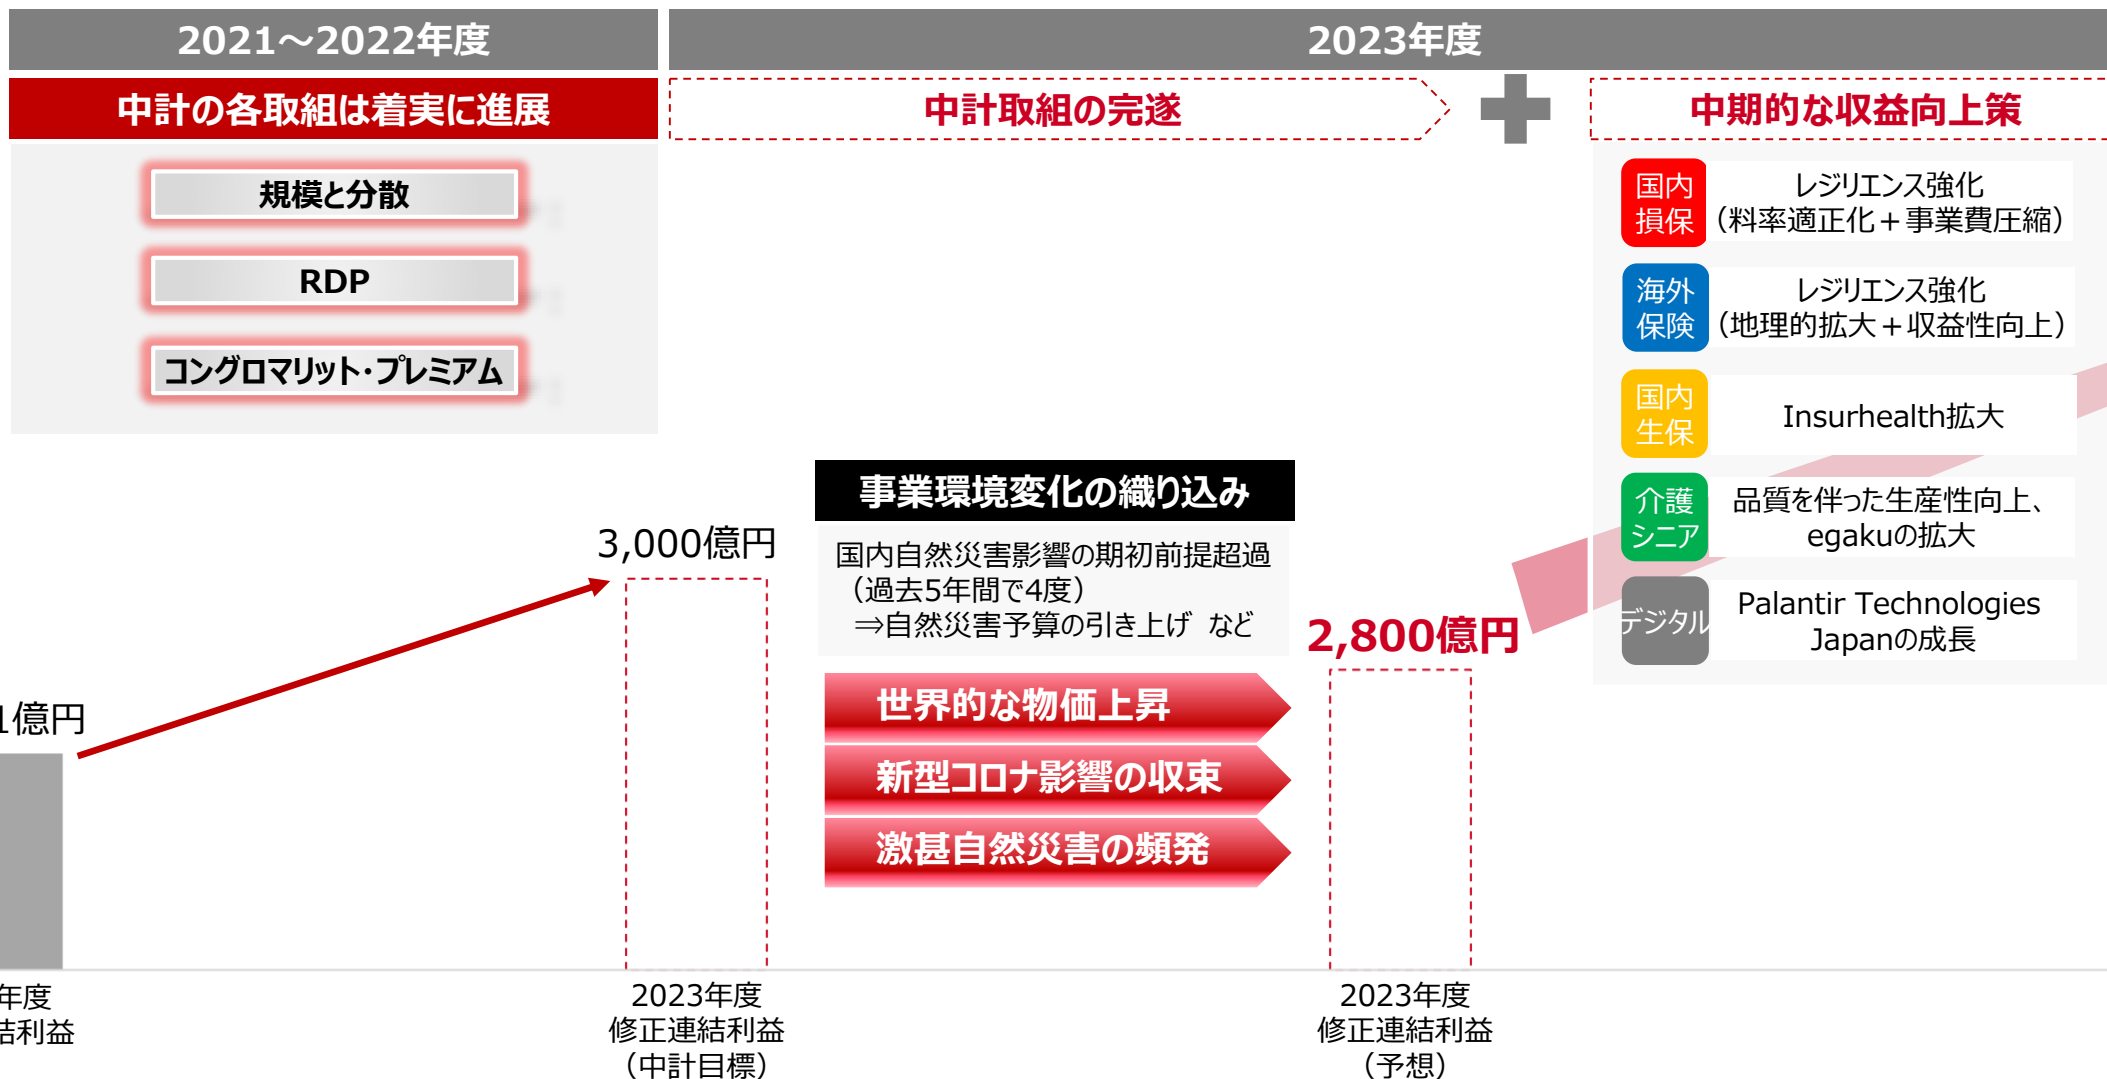 2021～2022年度
2023年度
中計の各取組は着実に進展
中計取組の完遂
中期的な収益向上策
規模と分散
RDP
コングロマリット・プレミアム
国内
損保
レジリエンス強化
（料率適正化＋事業費圧縮）
海外
保険
レジリエンス強化
（地理的拡大＋収益性向上）
国内
生保
Insurhealth拡大
介護
シニア
品質を伴った生産性向上、
egakuの拡大
デジタル
Palantir Technologies
Japanの成長
事業環境変化の織り込み
国内自然災害影響の期初前提超過
（過去5年間で4度）
⇒自然災害予算の引き上げ など
世界的な物価上昇
新型コロナ影響の収束
激甚自然災害の頻発
1億円
3,000億円
2,800億円
年度
結利益
2023年度
修正連結利益
（中計目標）
2023年度
修正連結利益
（予想）